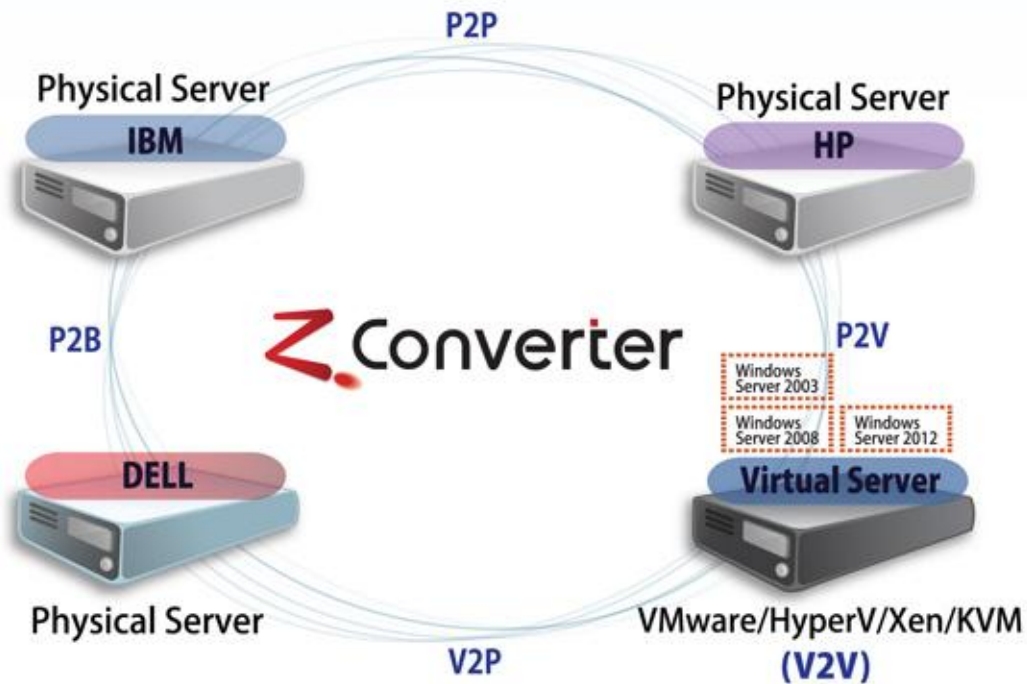 P2P
Physical Server
IBM
Physical Server
HP
P2B
Z Converter
P2V
Windows
Server 2003
Windows
Server 2008
Windows
Server 2012
DELL
Virtual Server
Physical Server
VMware/HyperV/Xen/KVM
V2P
(V2V)